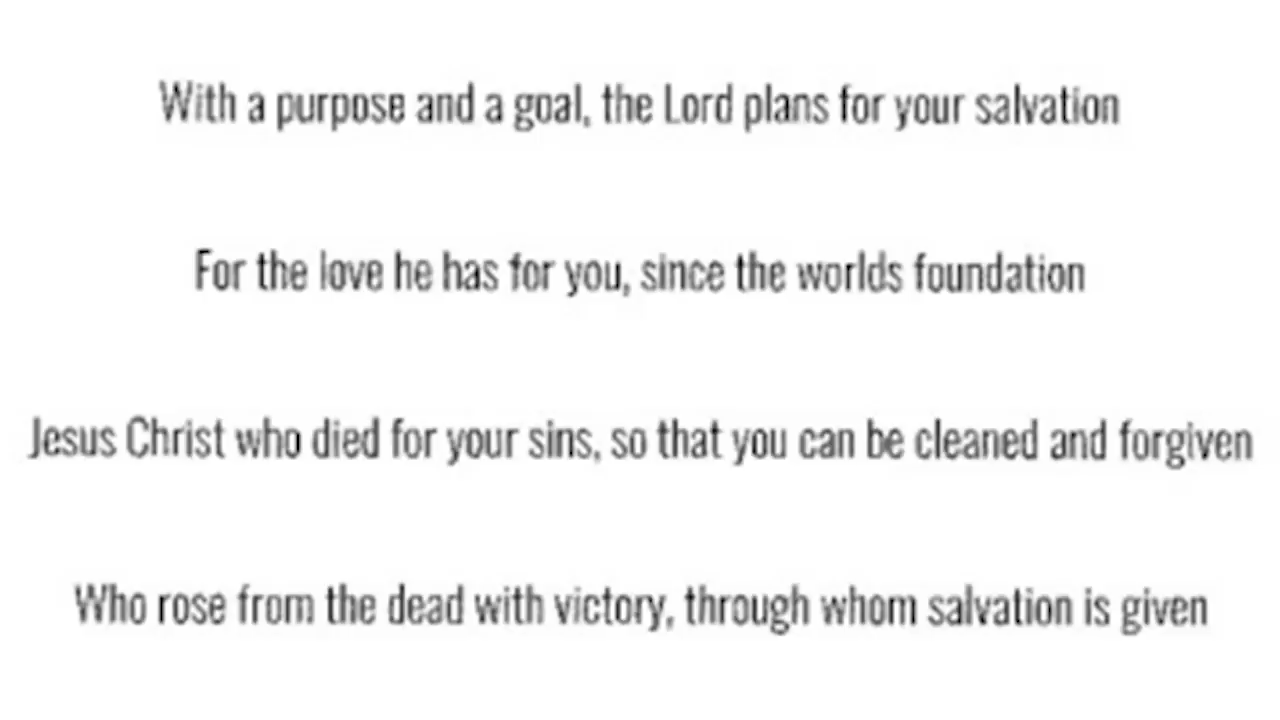 With a purpose and a goal, the Lord plans for your salvation
For the love he has for you, since the worlds foundation
Jesus Christ who died for your sins, so that you can be cleaned and forgiven
Who rose from the dead with victory, through whom salvation is given